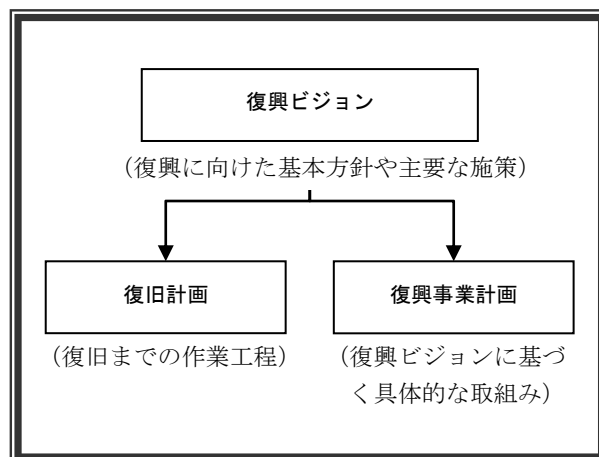 復興ビジョン
（復興に向けた基本方針や主要な施策）
復旧計画
（復旧までの作業工程）
復興事業計画
（復興ビジョンに基づ
く具体的な取組み）